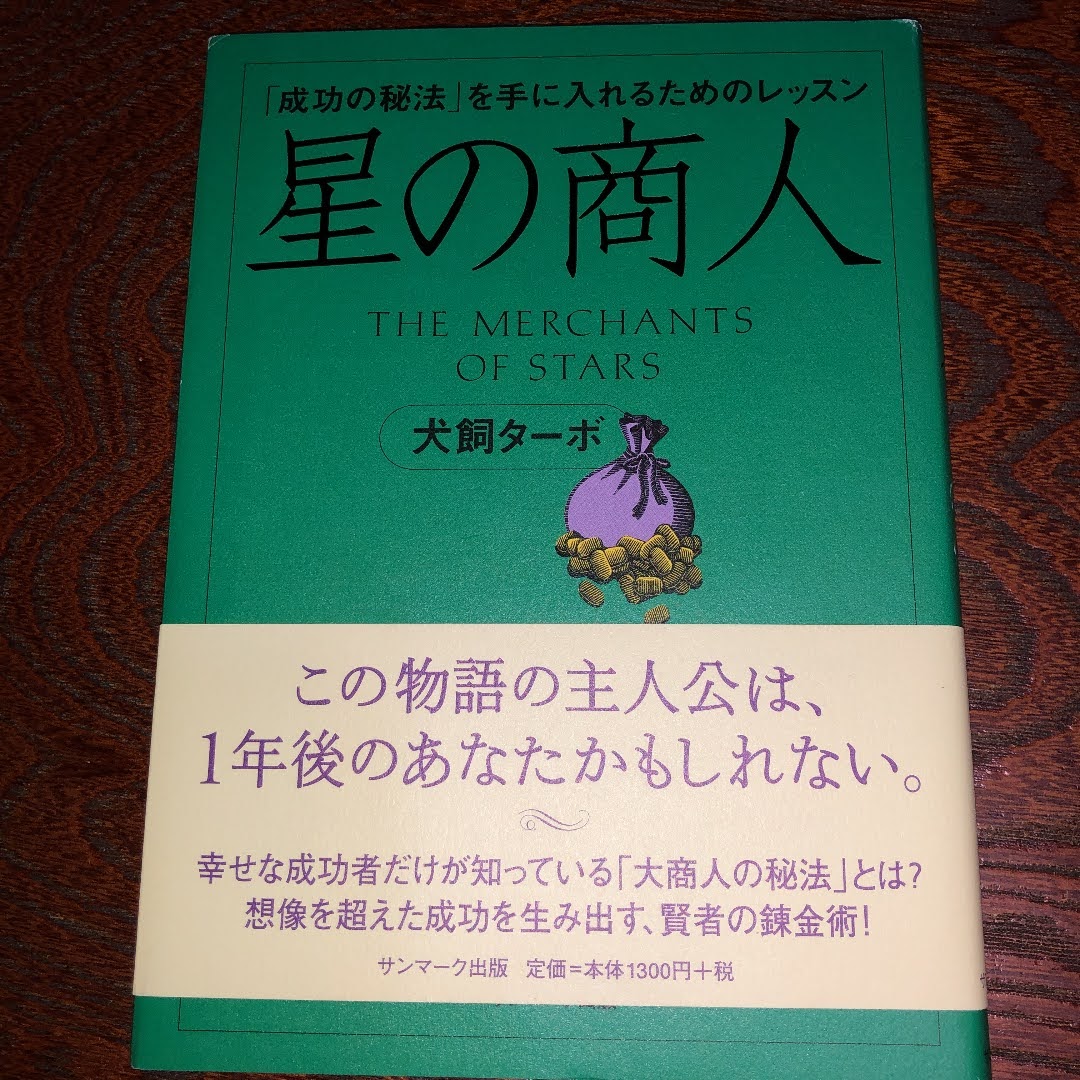 「成功の秘法」を手に入れるためのレッスン
星の商人
THE MERCHANTS
OF STARS
犬飼ターボ
この物語の主人公は、
1年後のあなたかもしれない。
幸せな成功者だけが知っている「大商人の秘法」とは?
想像を超えた成功を生み出す、賢者の錬金術!
サンマーク出版 定価=本体1300円+税